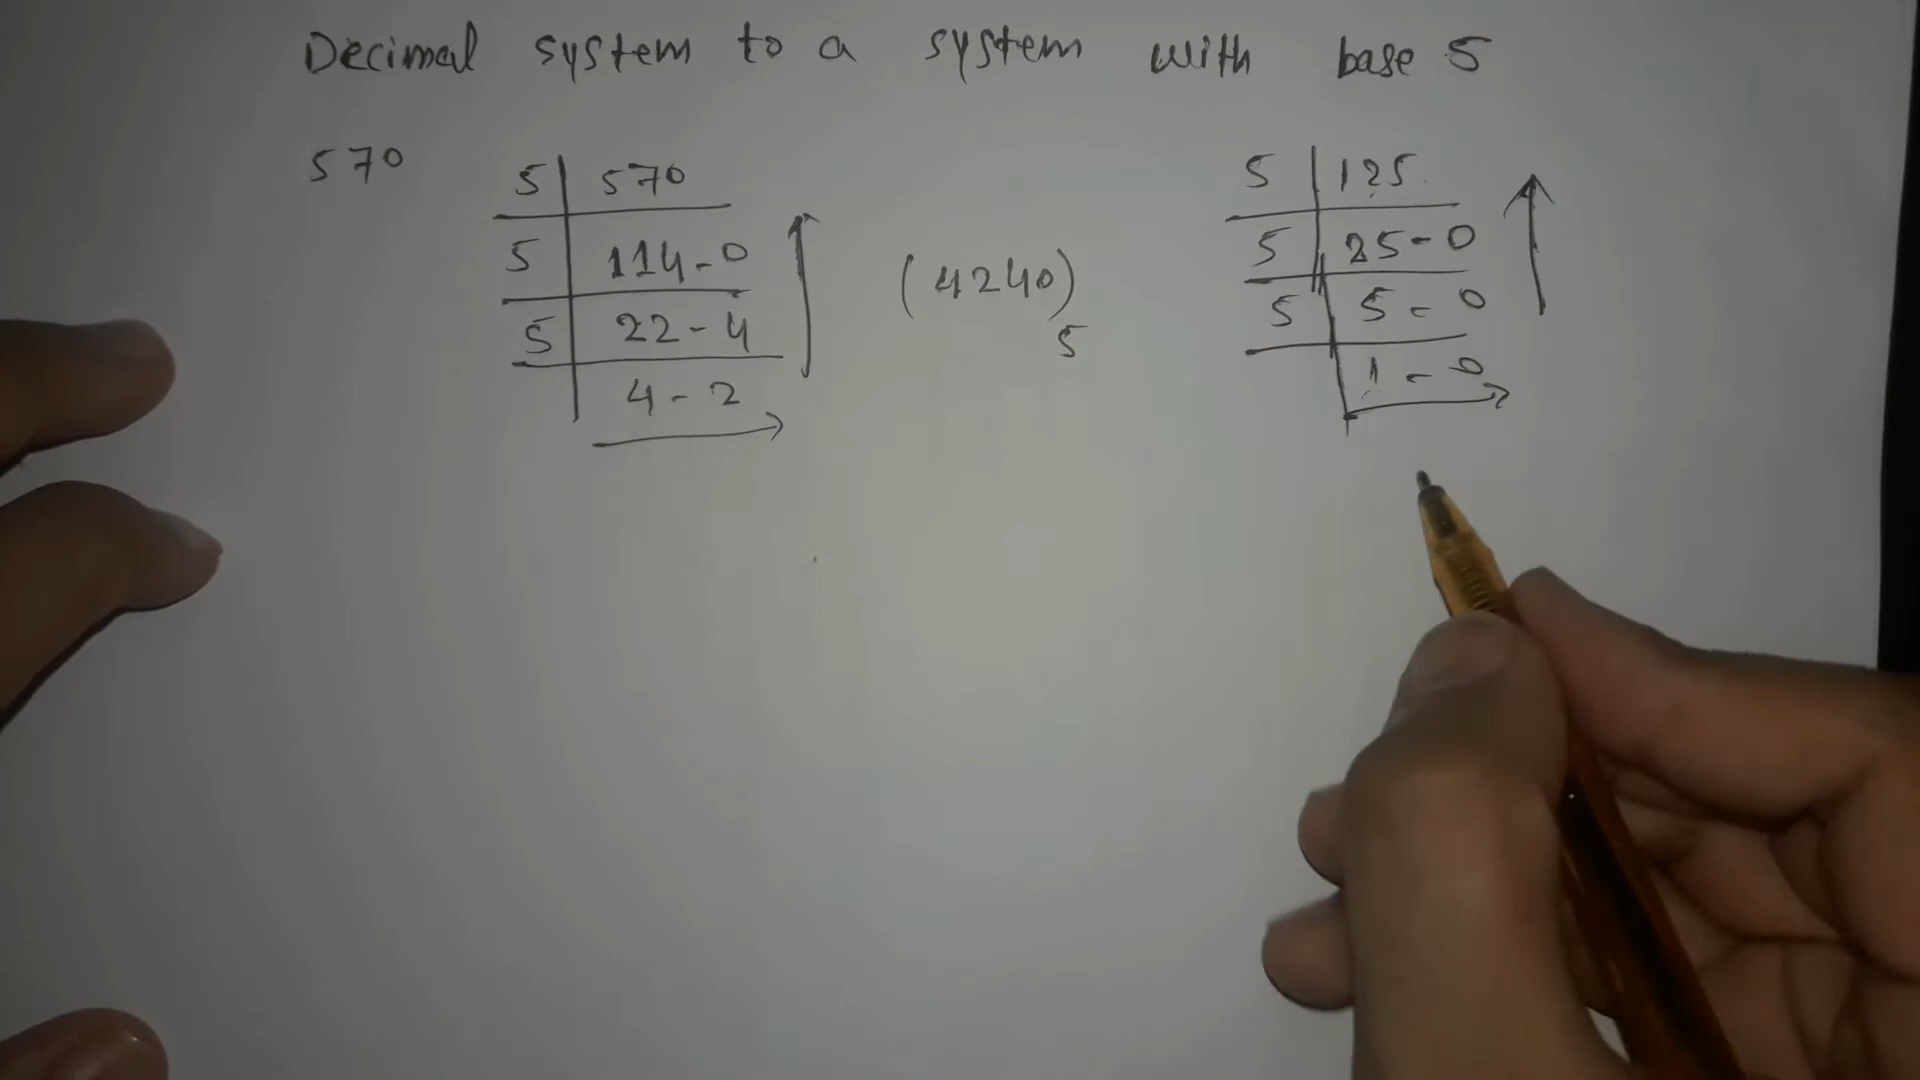 Decimal system to a system with base 5
570
5 | 570
5 | 114 - 0
5 | 22 - 4
4 - 2
(4240)5
5 | 125
5 | 25 - 0
5 | 5 - 0
1 - 0